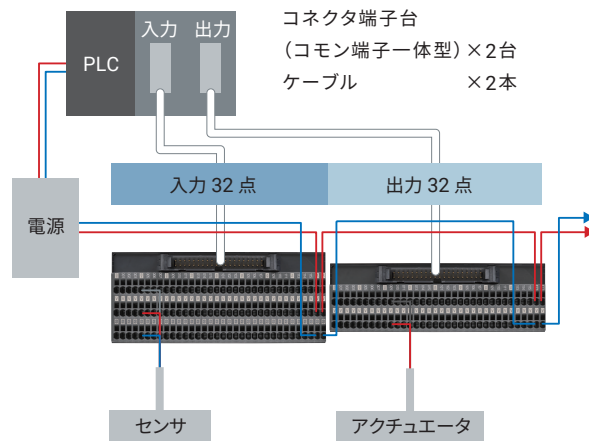 コネクタ端子台
（コモン端子一体型）×2台
ケーブル ×2本
入力 出力
PLC
入力 32 点 出力 32 点
電源
センサ アクチュエータ